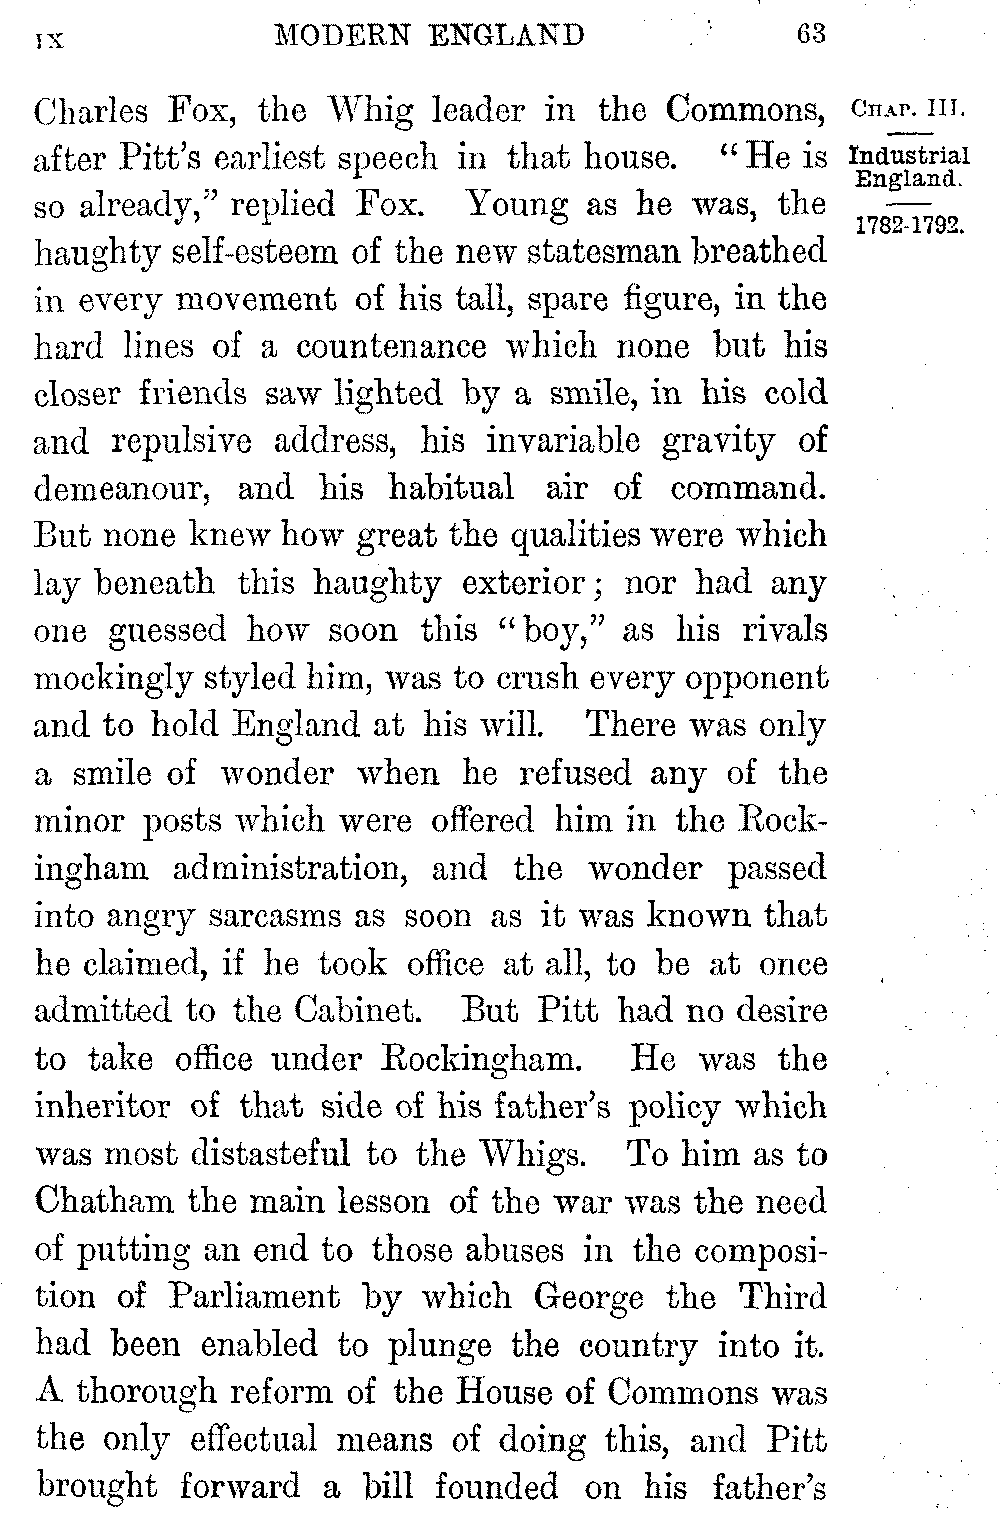 IX MODERN ENGLAND 63
Charles Fox, the Whig leader in the Commons,
after Pitt's earliest speech in that house. "He is
so already," replied Fox. Young as he was, the
haughty self-esteem of the new statesman breathed
in every movement of his tall, spare figure, in the
hard lines of a countenance which none but his
closer friends saw lighted by a smile, in his cold
and repulsive address, his invariable gravity of
demeanour, and his habitual air of command.
But none knew how great the qualities were which
lay beneath this haughty exterior; nor had any
one guessed how soon this "boy," as his rivals
mockingly styled him, was to crush every opponent
and to hold England at his will. There was only
a smile of wonder when he refused any of the
minor posts which were offered him in the Rock-
ingham administration, and the wonder passed
into angry sarcasms as soon as it was known that
he claimed, if he took office at all, to be at once
admitted to the Cabinet. But Pitt had no desire
to take office under Rockingham. He was the
inheritor of that side of his father's policy which
was most distasteful to the Whigs. To him as to
Chatham the main lesson of the war was the need
of putting an end to those abuses in the composi-
tion of Parliament by which George the Third
had been enabled to plunge the country into it.
A thorough reform of the House of Commons was
the only effectual means of doing this, and Pitt
brought forward a bill founded on his father's
CHAP. III.
Industrial
England.
1782-1792.